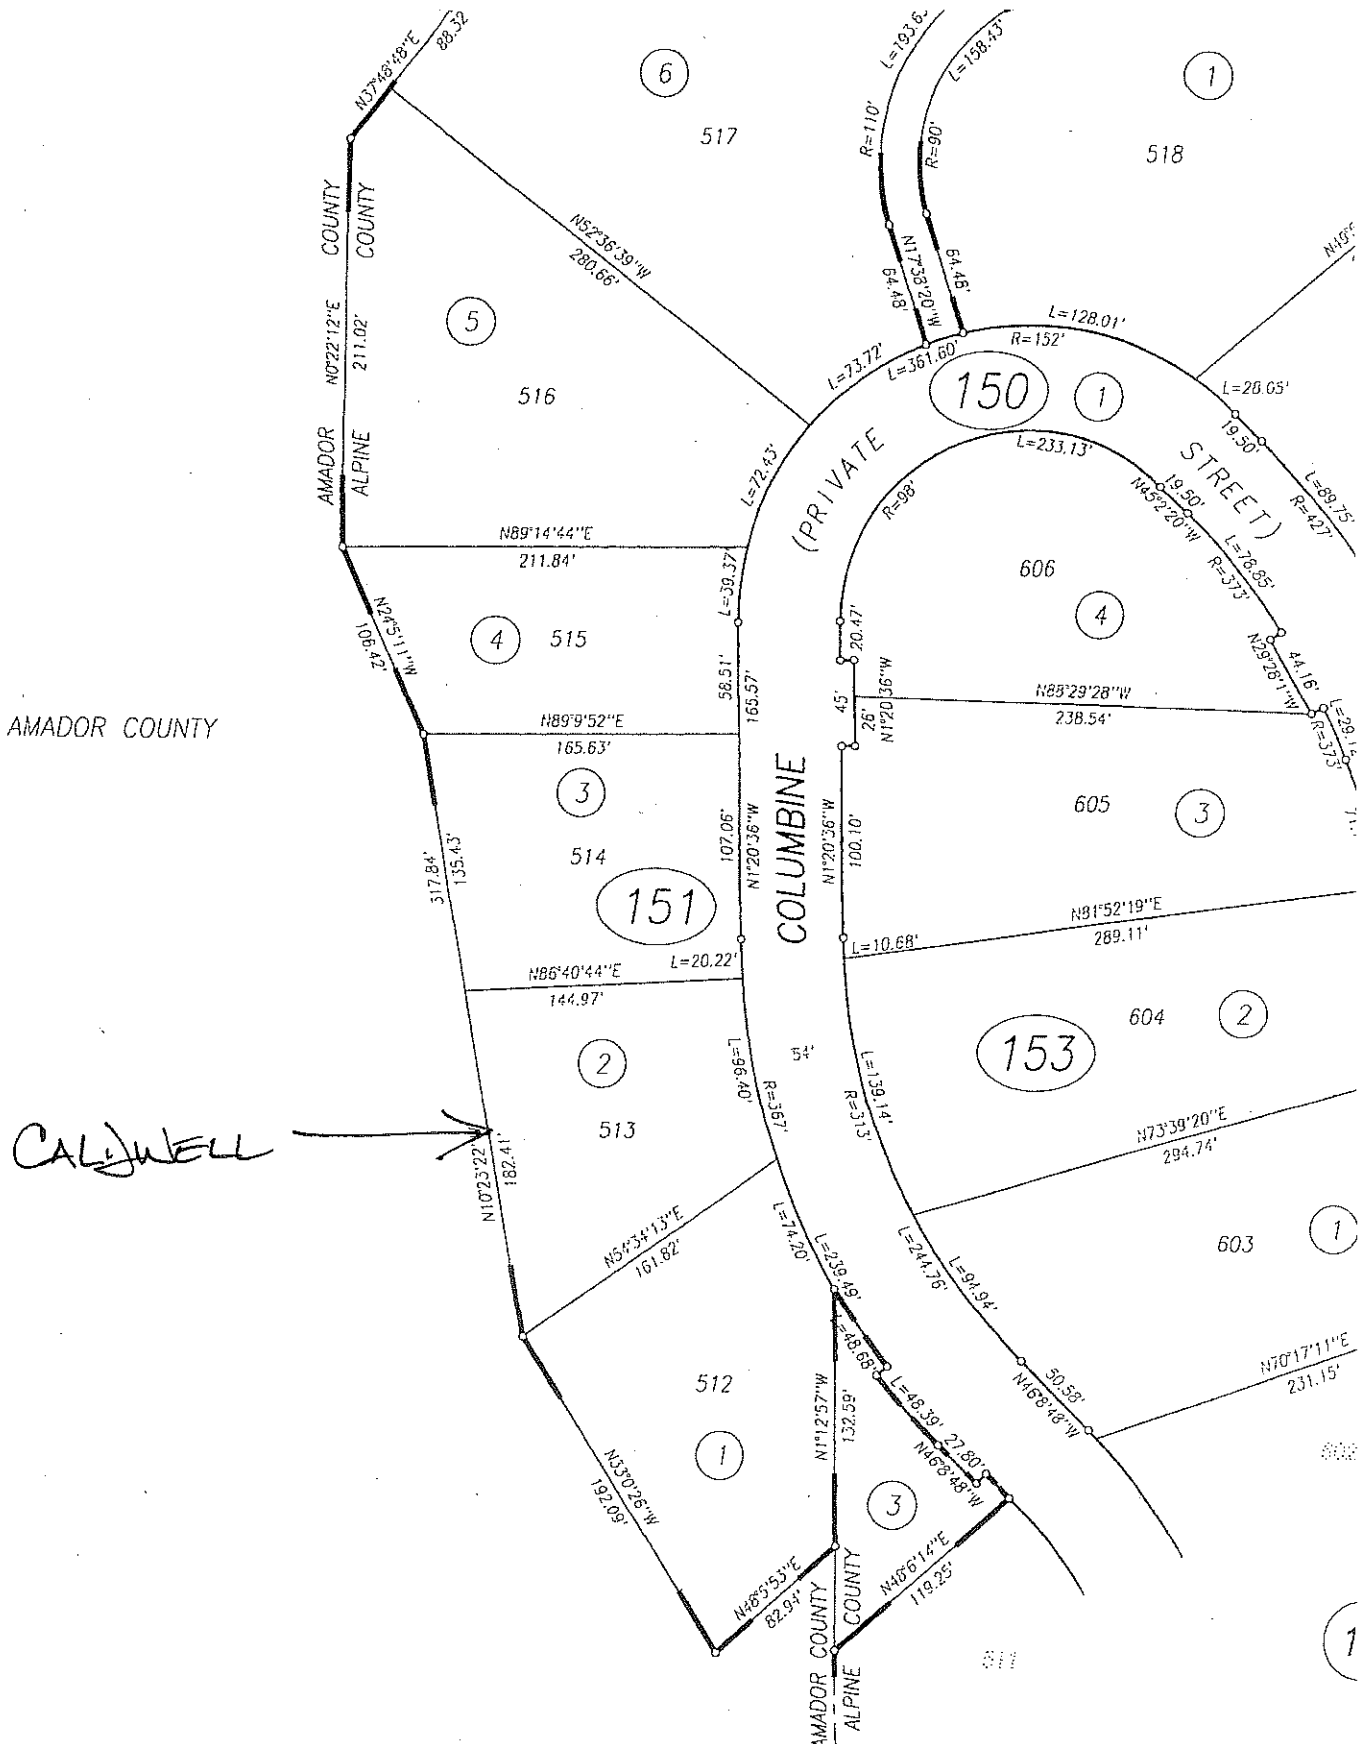 N37°48'48"E
88.32
6
517
L=193.63
L=158.43'
R=110'
R=90'
1
518
AMADOR COUNTY
ALPINE COUNTY
N0°22'12"E
211.02'
5
516
N52°36'39"W
280.66'
N17°38'20"W
64.48'
64.48'
L=73.72'
L=361.60'
L=128.01'
R=152'
150
1
L=28.05'
19.50'
L=89.75'
R=427'
L=72.43'
(PRIVATE STREET)
L=233.13'
R=98'
19.50'
N45°2'20"W
L=78.85'
R=373'
N89°14'44"E
211.84'
L=39.37'
606
4
N24°5'11"W
106.42'
4
515
58.51'
165.57'
20.47'
45'
26'
N1°20'36"W
N29°28'1"W
44.16'
N88°29'28"W
238.54'
L=29.14
R=373'
AMADOR COUNTY
N89°9'52"E
165.63'
3
514
107.06'
N1°20'36"W
COLUMBINE
N1°20'36"W
100.10'
605
3
317.84'
135.43'
151
N81°52'19"E
289.11'
L=10.68'
L=20.22'
N86°40'44"E
144.97'
2
513
L=96.04'
R=367'
54'
604
2
153
L=139.14'
R=313'
CALDWELL
N10°23'22"
182.41'
N73°39'20"E
294.74'
N54°34'13"E
161.82'
L=74.20'
L=239.49'
L=244.76'
L=94.94'
603
1
512
L=48.68'
N1°12'57"W
132.59'
L=48.39'
27.80'
N46°8'48"W
50.58'
N46°8'48"W
N70°17'11"E
231.15'
602
1
3
N33°0'26"W
192.09'
N48°5'53"E
82.94'
N48°6'14"E
119.25'
AMADOR COUNTY
ALPINE COUNTY
611
1